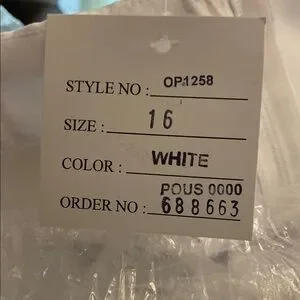 STYLE NO : OP1258
SIZE : 16
COLOR : WHITE
POUS 0000
ORDER NO : 688663